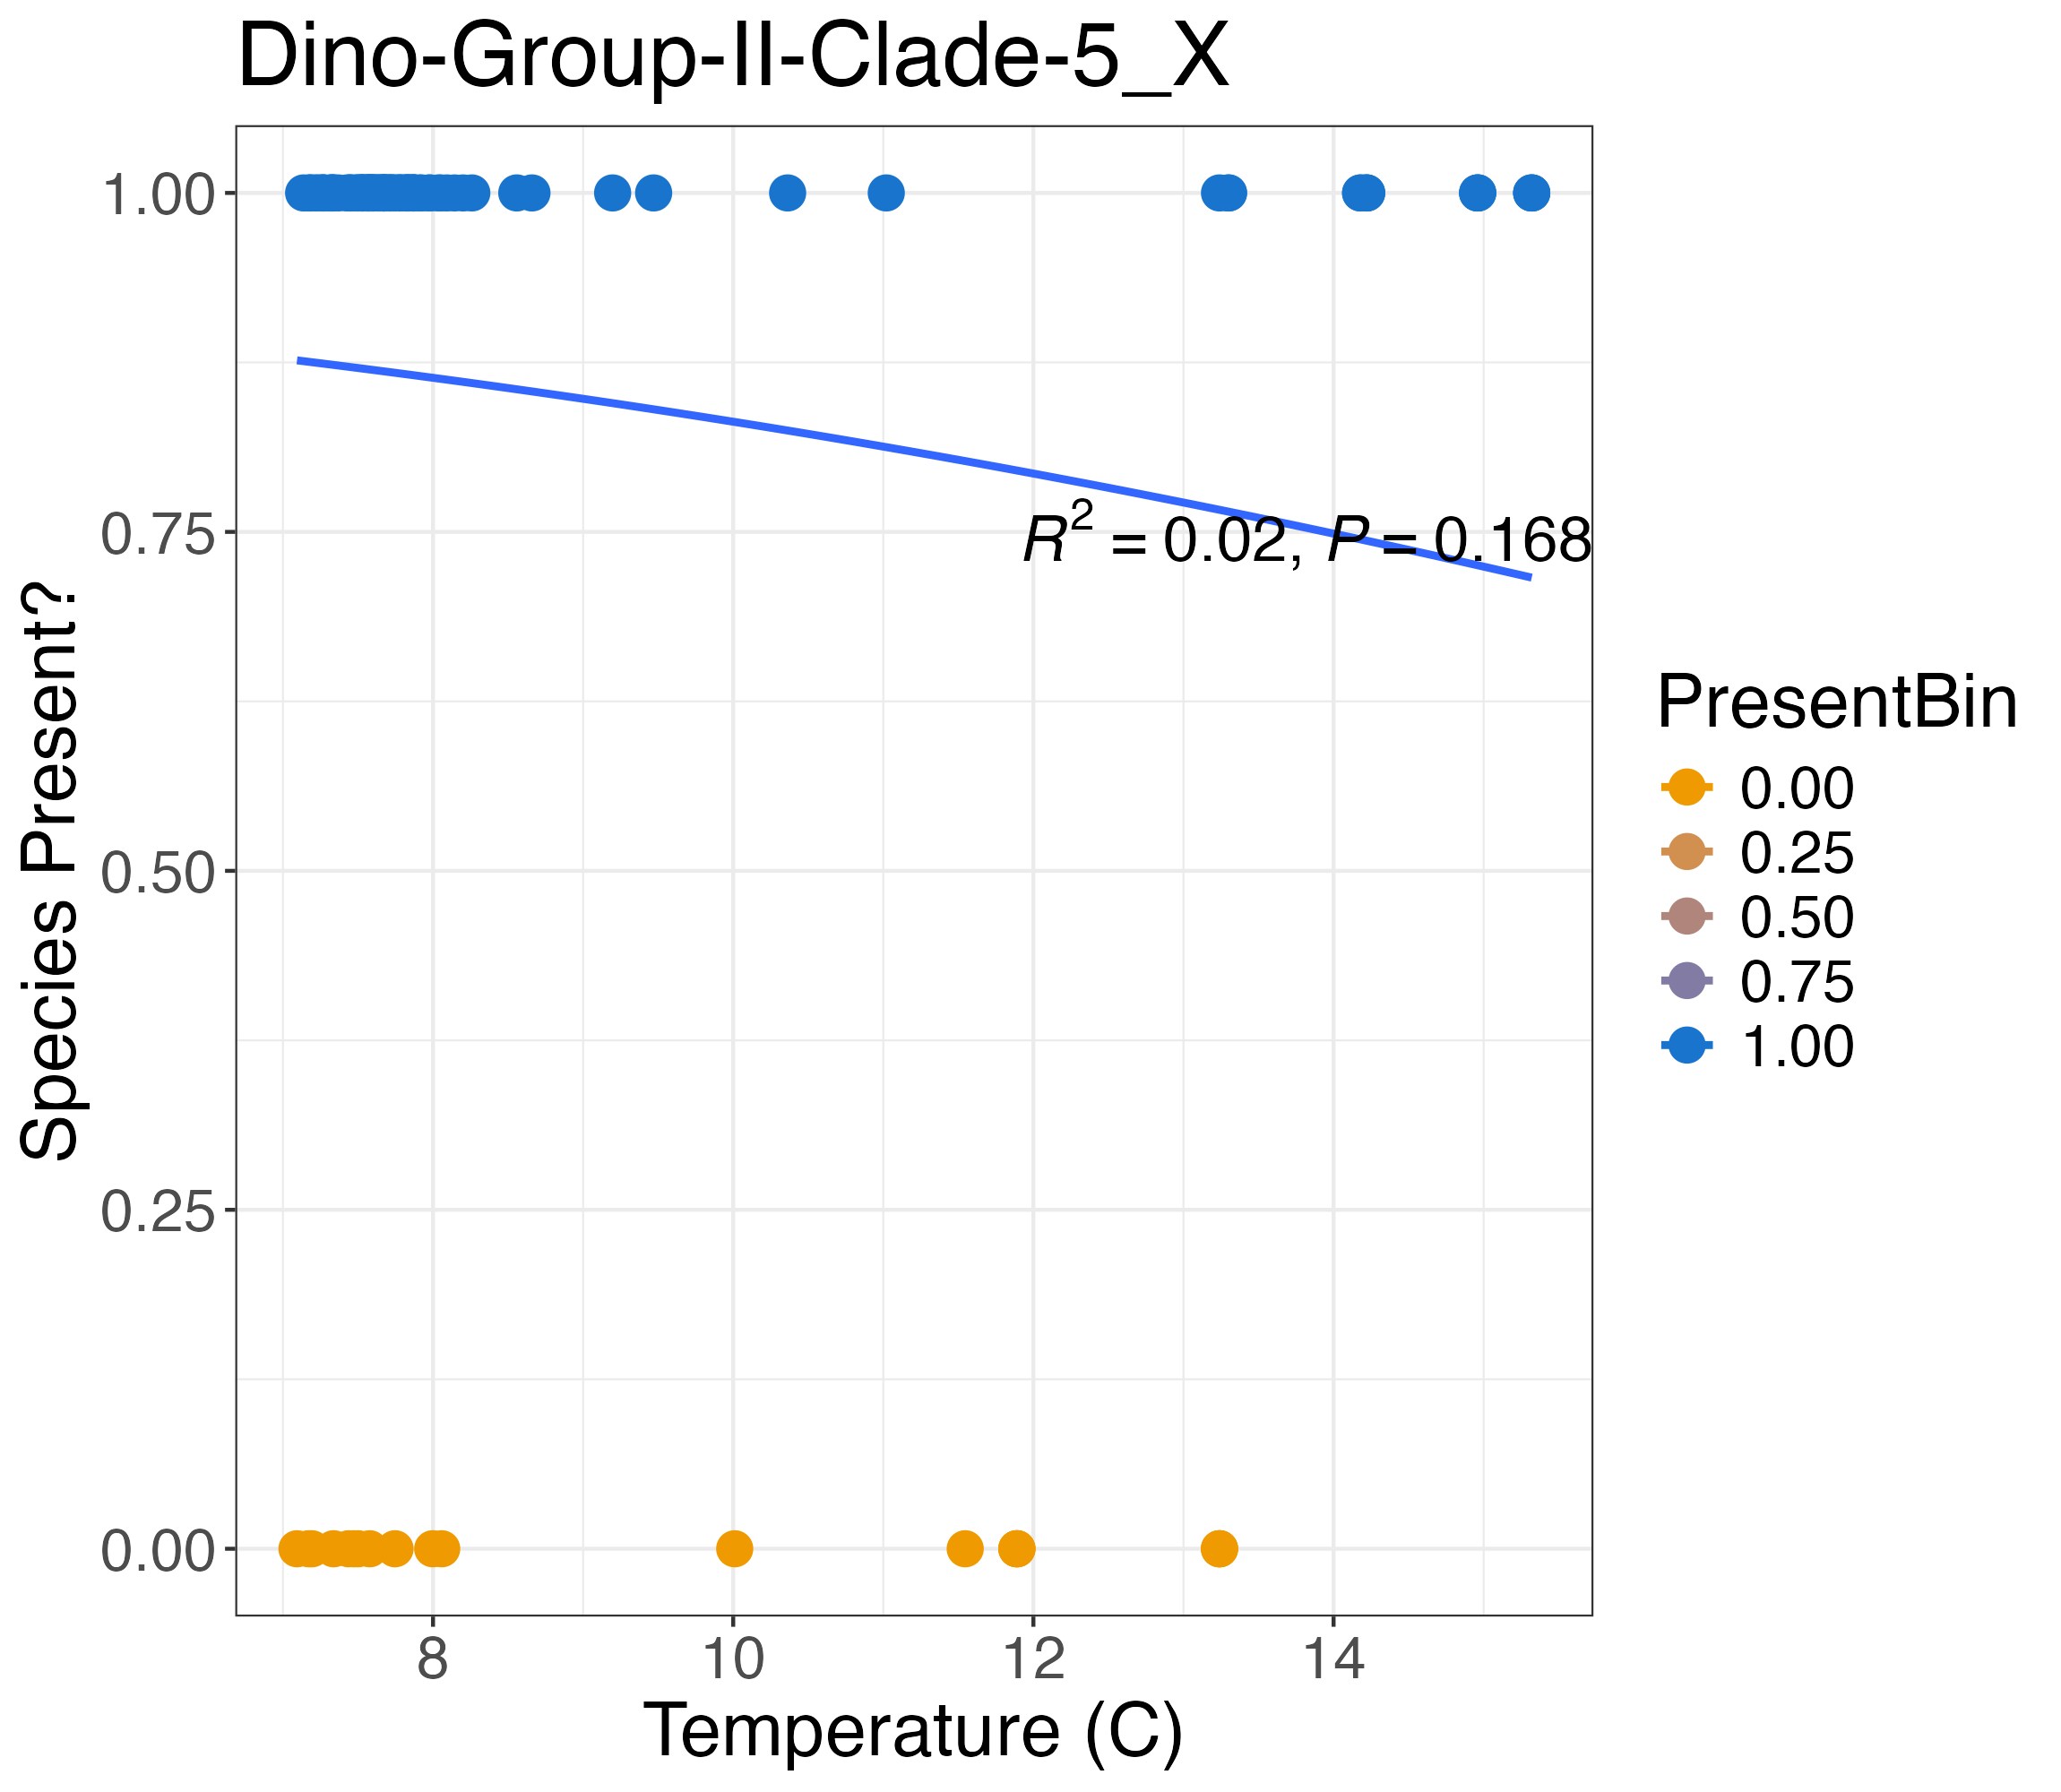 Dino-Group-II-Clade-5_X
1.00
0.75
0.50
0.25
0.00
Species Present?
R² = 0.02, P = 0.168
8 10 12 14
Temperature (C)
PresentBin
0.00
0.25
0.50
0.75
1.00